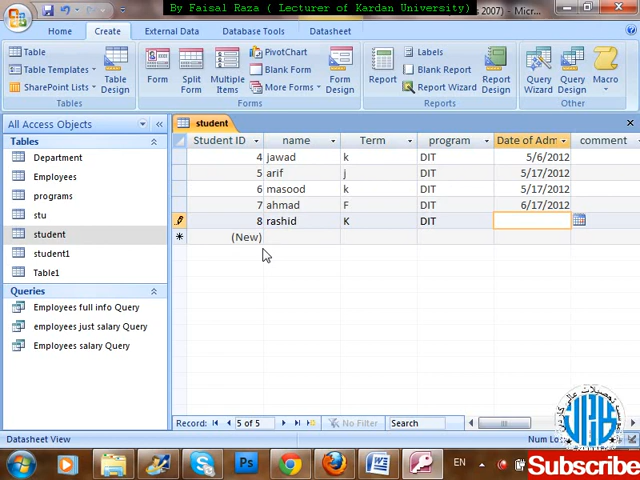 By Faisal Raza ( Lecturer of Kardan University)
s 2007) - Micr...
Home Create External Data Database Tools Datasheet
Table
Table Templates
SharePoint Lists
Table Design
Tables
Form
Split Form
Multiple Items
PivotChart
Blank Form
More Forms
Form Design
Forms
Report
Labels
Blank Report
Report Wizard
Report Design
Reports
Query Wizard
Query Design
Macro
Other
All Access Objects
Tables
Department
Employees
programs
stu
student
student1
Table1
Queries
Employees full info Query
employees just salary Query
Employees salary Query
student
Student ID name Term program Date of Adm comment
4 jawad k DIT 5/6/2012
5 arif j DIT 5/17/2012
6 masood k DIT 5/17/2012
7 ahmad F DIT 6/17/2012
8 rashid K DIT
(New)
Record: 5 of 5 No Filter Search
Datasheet View
Num Lo
EN
Subscribe